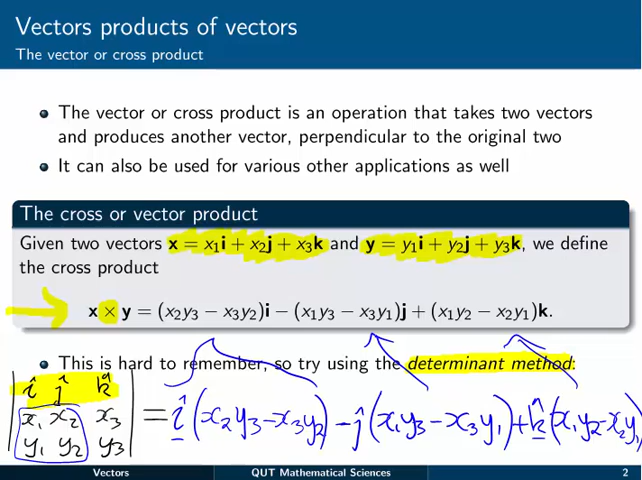 Vectors products of vectors
The vector or cross product
The vector or cross product is an operation that takes two vectors
and produces another vector, perpendicular to the original two
It can also be used for various other applications as well
The cross or vector product
Given two vectors x = x₁i + x₂j + x₃k and y = y₁i + y₂j + y₃k, we define
the cross product
x × y = (x₂y₃ − x₃y₂)i − (x₁y₃ − x₃y₁)j + (x₁y₂ − x₂y₁)k.
This is hard to remember, so try using the determinant method:
î ĵ k̂
x₁ x₂ x₃ = î(x₂y₃−x₃y₂) −ĵ(x₁y₃−x₃y₁)+k̂(x₁y₂−x₂y₁)
y₁ y₂ y₃
Vectors QUT Mathematical Sciences 2